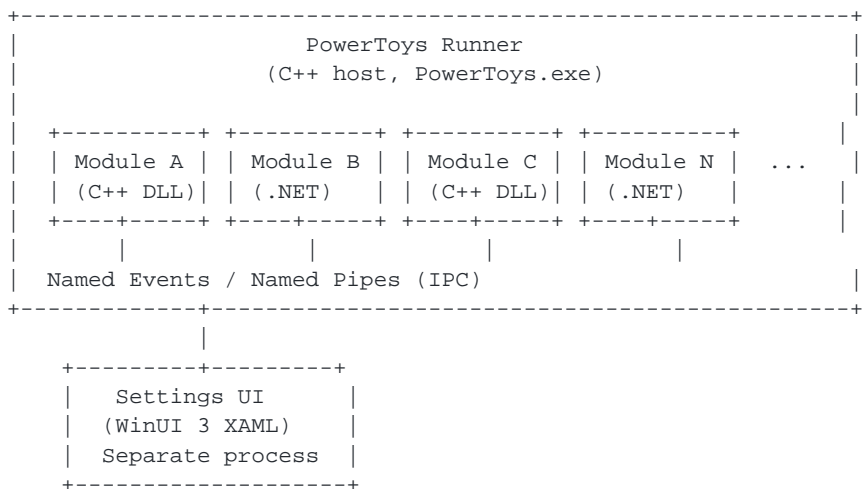 PowerToys Runner
(C++ host, PowerToys.exe)
Module A Module B Module C Module N ...
(C++ DLL) (.NET) (C++ DLL) (.NET)
Named Events / Named Pipes (IPC)
Settings UI
(WinUI 3 XAML)
Separate process